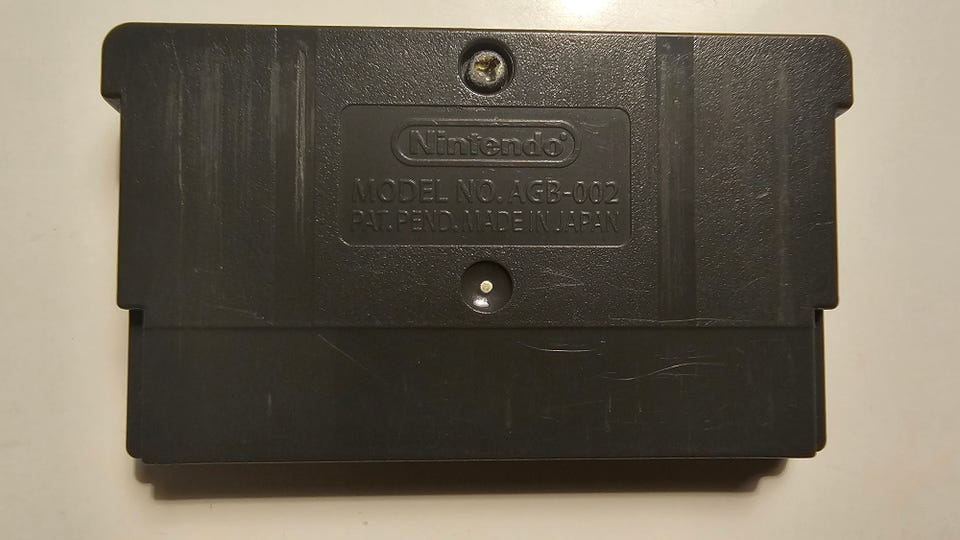 Nintendo®
MODEL NO. AGB-002
PAT. PEND. MADE IN JAPAN